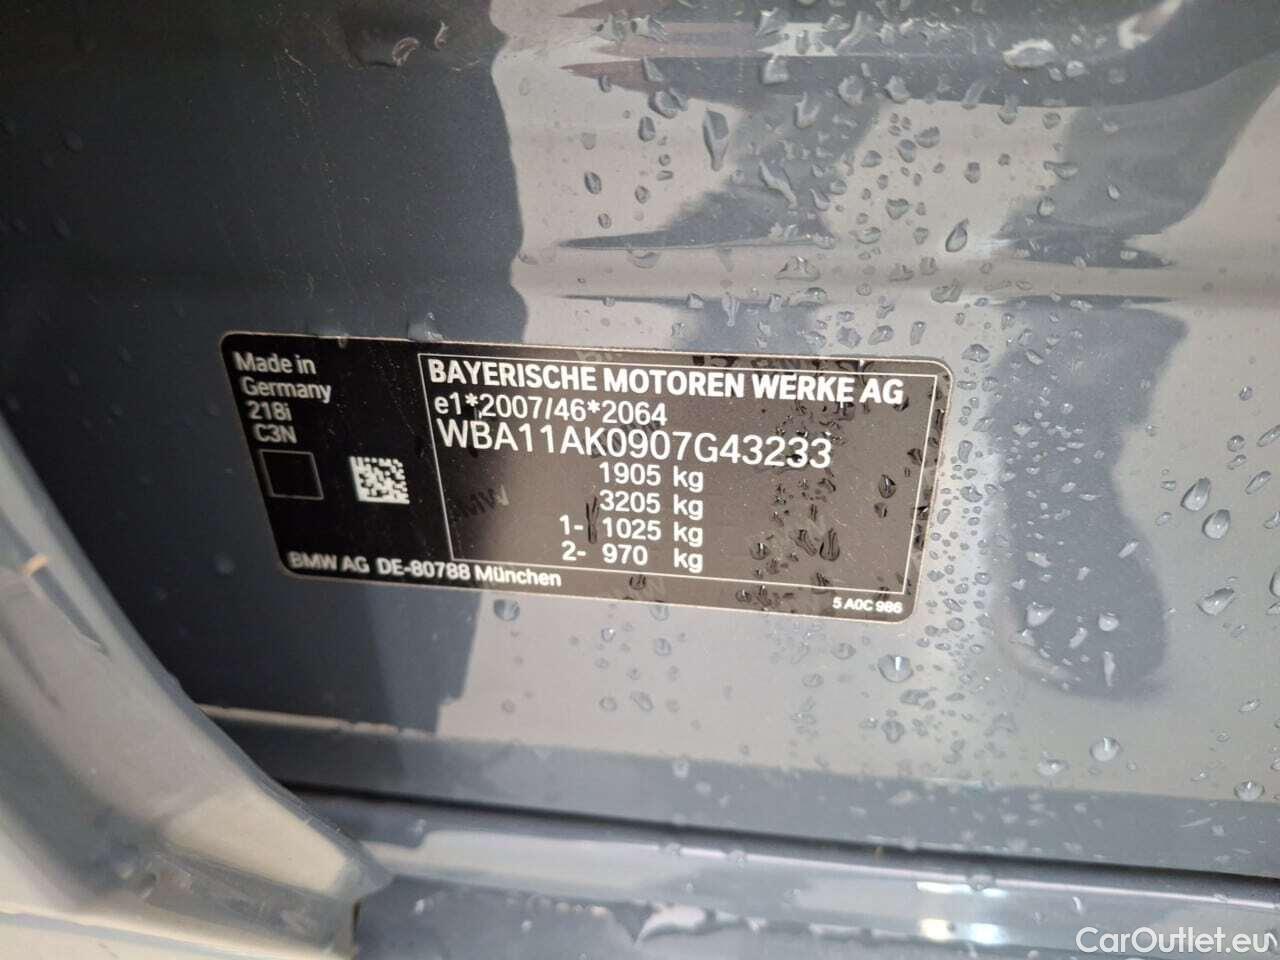 Made in
Germany
218i
C3N
BAYERISCHE MOTOREN WERKE AG
e1*2007/46*2064
WBA11AK0907G43233
1905 kg
3205 kg
1- 1025 kg
2- 970 kg
BMW AG DE-80788 München
5 A0C 986
CarOutlet.eu